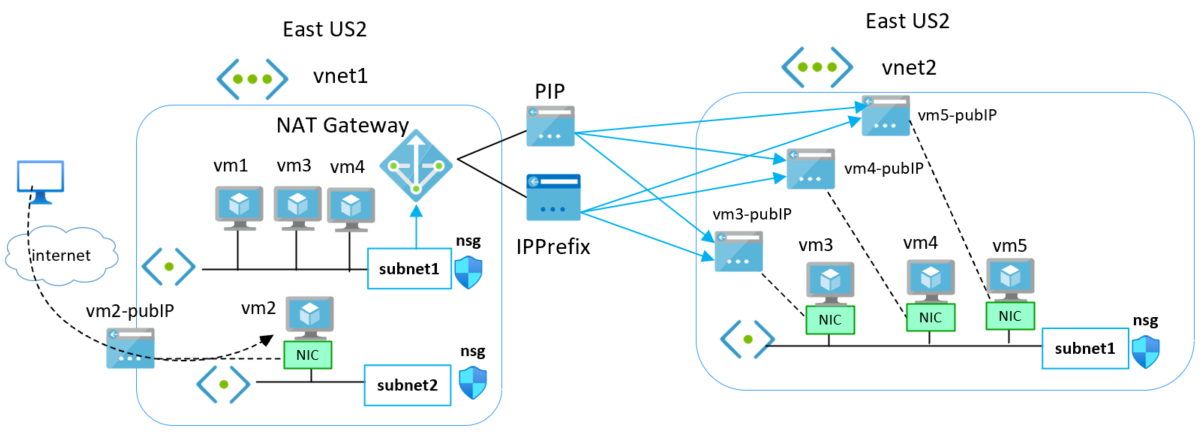 East US2
vnet1
NAT Gateway
vm1
vm3
vm4
nsg
subnet1
internet
vm2-pubIP
vm2
NIC
nsg
subnet2
PIP
IPPrefix
East US2
vnet2
vm5-pubIP
vm4-pubIP
vm3-pubIP
vm3
vm4
vm5
NIC
NIC
NIC
nsg
subnet1